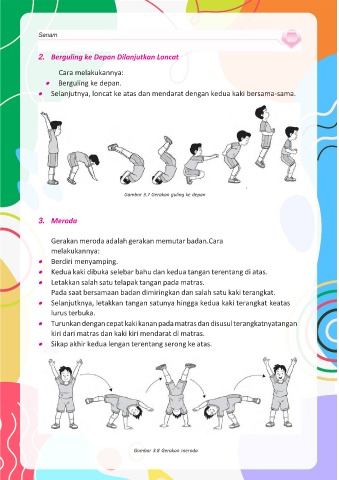 Senam
2. Berguling ke Depan Dilanjutkan Loncat
Cara melakukannya:
• Berguling ke depan.
• Selanjutnya, loncat ke atas dan mendarat dengan kedua kaki bersama-sama.
Gambar 3.7 Gerakan guling ke depan
3. Meroda
Gerakan meroda adalah gerakan memutar badan.Cara
melakukannya:
• Berdiri menyamping.
• Kedua kaki dibuka selebar bahu dan kedua tangan terentang di atas.
• Letakkan salah satu telapak tangan pada matras.
Pada saat bersamaan badan dimiringkan dan salah satu kaki terangkat.
• Selanjutknya, letakkan tangan satunya hingga kedua kaki terangkat keatas
lurus terbuka.
• Turunkan dengan cepat kaki kanan pada matras dan disusul terangkatnya tangan
kiri dari matras dan kaki kiri mendarat di matras.
• Sikap akhir kedua lengan terentang serong ke atas.
Gambar 3.8 Gerakan meroda